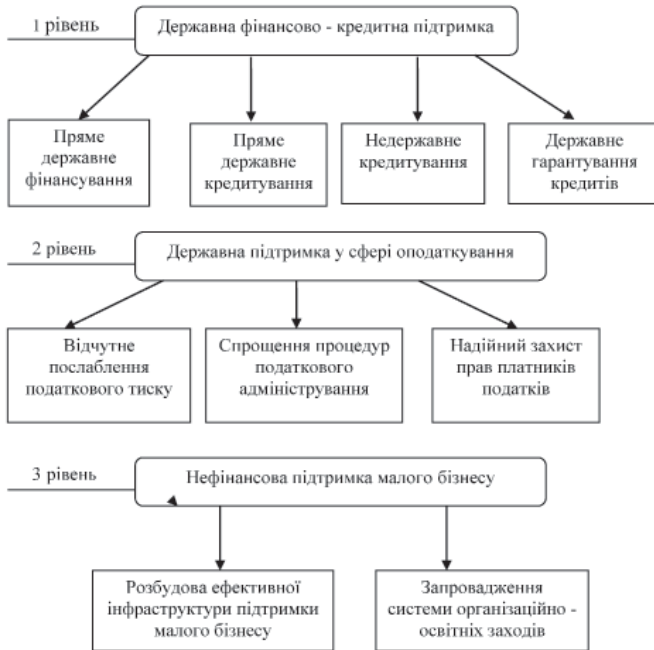 1 рівень
Державна фінансово - кредитна підтримка
Пряме
державне
фінансування
Пряме
державне
кредитування
Недержавне
кредитування
Державне
гарантування
кредитів
2 рівень
Державна підтримка у сфері оподаткування
Відчутне
послаблення
податкового тиску
Спрощення процедур
податкового
адміністрування
Надійний захист
прав платників
податків
3 рівень
Нефінансова підтримка малого бізнесу
Розбудова ефективної
інфраструктури підтримки
малого бізнесу
Запровадження
системи організаційно -
освітніх заходів